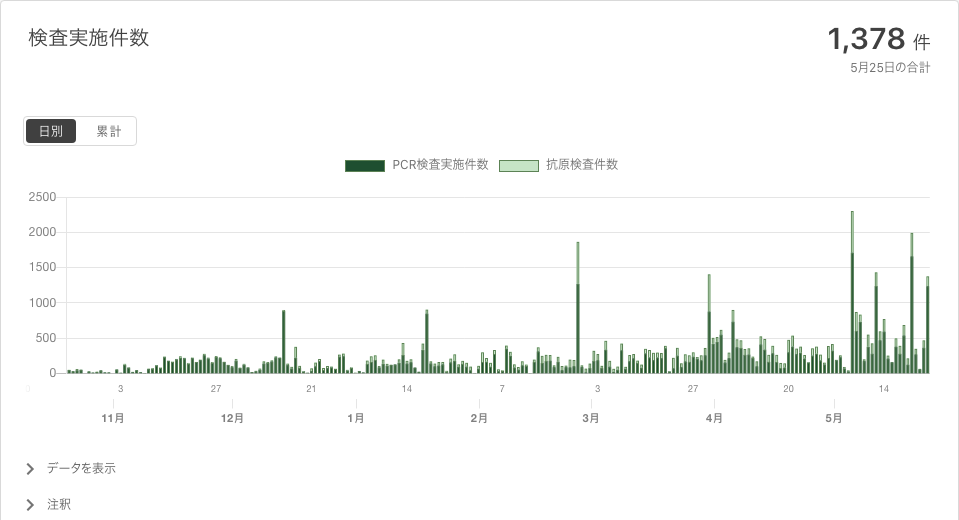 検査実施件数
1,378 件
5月25日の合計
日別 累計
PCR検査実施件数 抗原検査件数
2500
2000
1500
1000
500
0
0 3 27 21 14 7 3 27 20 14
11月 12月 1月 2月 3月 4月 5月
データを表示
注釈